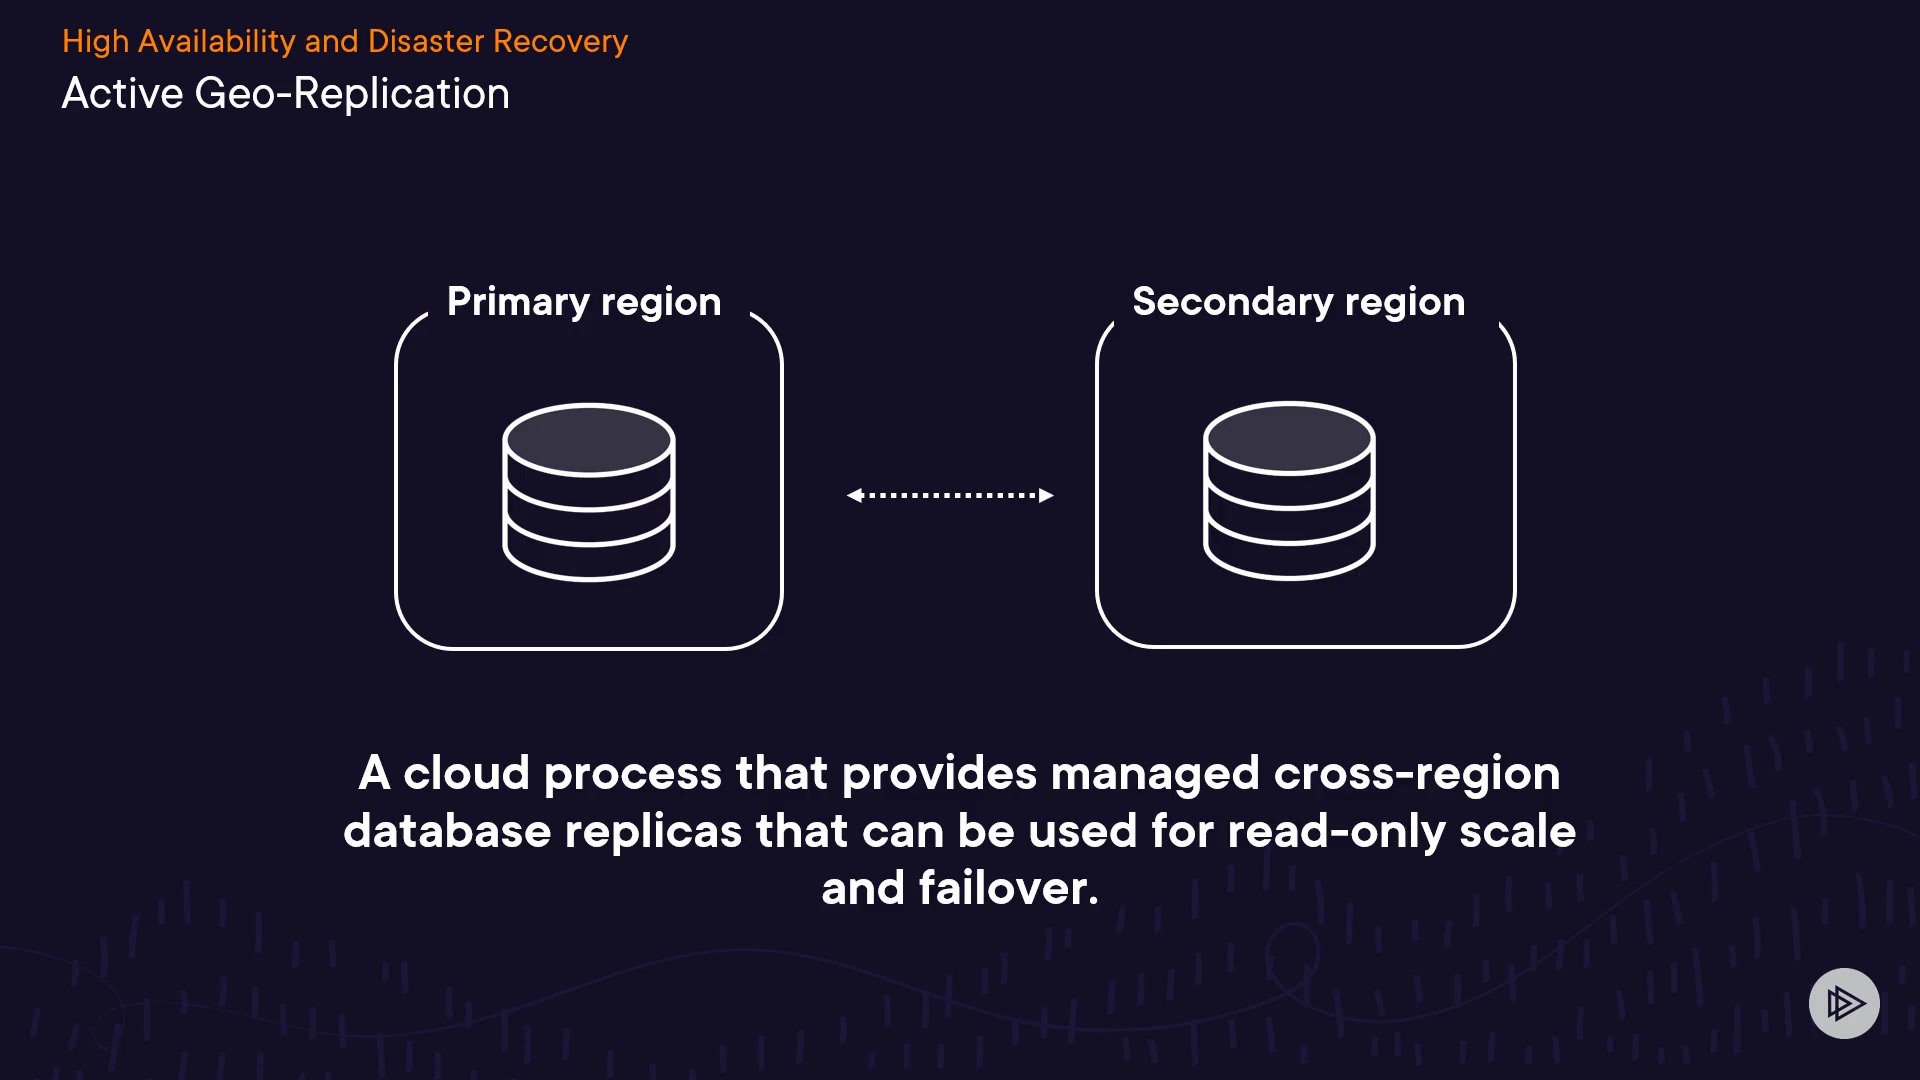 High Availability and Disaster Recovery
Active Geo-Replication
Primary region
Secondary region
A cloud process that provides managed cross-region
database replicas that can be used for read-only scale
and failover.